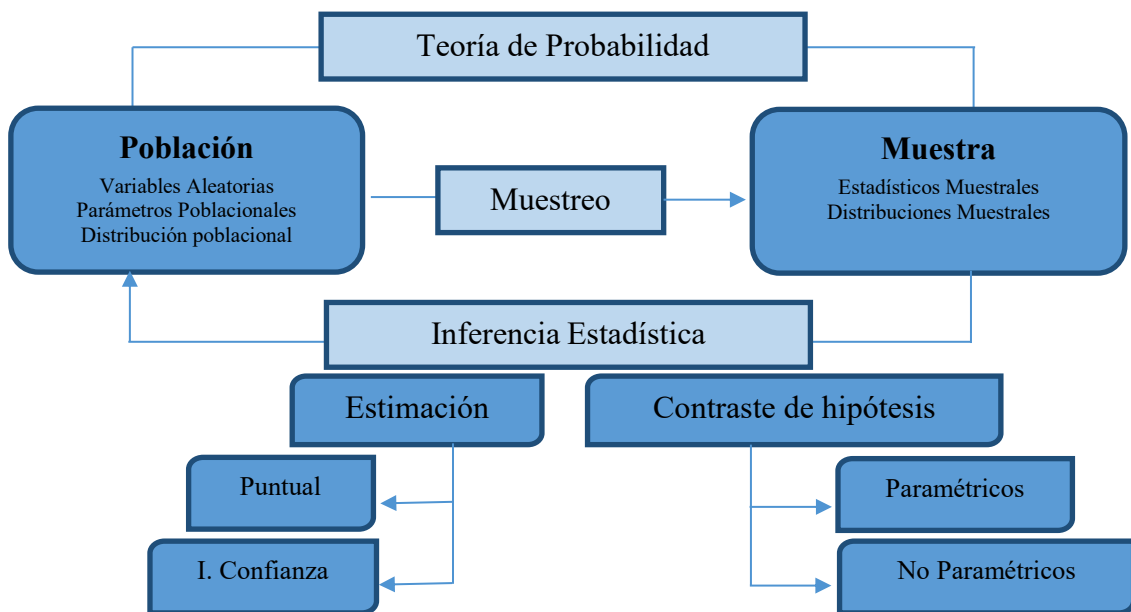 Teoría de Probabilidad
Población
Variables Aleatorias
Parámetros Poblacionales
Distribución poblacional
Muestreo
Muestra
Estadísticos Muestrales
Distribuciones Muestrales
Inferencia Estadística
Estimación
Contraste de hipótesis
Puntual
Paramétricos
I. Confianza
No Paramétricos